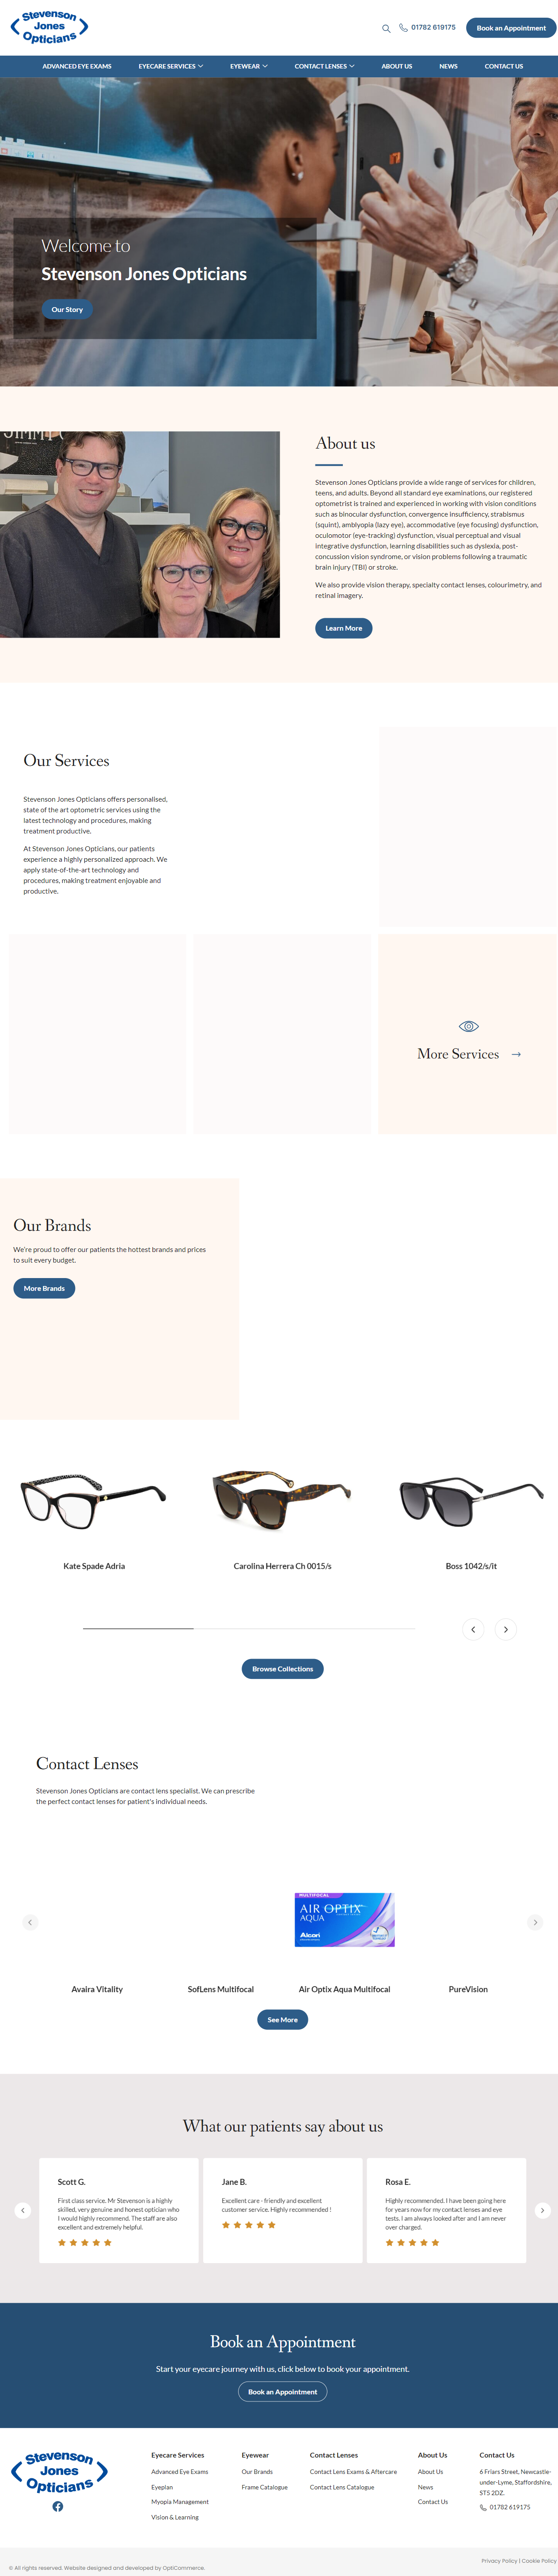 Stevenson
Jones
Opticians
01782 619175
Book an Appointment
ADVANCED EYE EXAMS
EYECARE SERVICES
EYEWEAR
CONTACT LENSES
ABOUT US
NEWS
CONTACT US
Welcome to
Stevenson Jones Opticians
Our Story
About us
Stevenson Jones Opticians provide a wide range of services for children,
teens, and adults. Beyond all standard eye examinations, our registered
optometrist is trained and experienced in working with vision conditions
such as binocular dysfunction, convergence insufficiency, strabismus
(squint), amblyopia (lazy eye), accommodative (eye focusing) dysfunction,
oculomotor (eye-tracking) dysfunction, visual perceptual and visual
integrative dysfunction, learning disabilities such as dyslexia, post-
concussion vision syndrome, or vision problems following a traumatic
brain injury (TBI) or stroke.
We also provide vision therapy, specialty contact lenses, colourimetry, and
retinal imagery.
Learn More
Our Services
Stevenson Jones Opticians offers personalised,
state of the art optometric services using the
latest technology and procedures, making
treatment productive.
At Stevenson Jones Opticians, our patients
experience a highly personalized approach. We
apply state-of-the-art technology and
procedures, making treatment enjoyable and
productive.
More Services
Our Brands
We're proud to offer our patients the hottest brands and prices
to suit every budget.
More Brands
Kate Spade Adria
Carolina Herrera Ch 0015/s
Boss 1042/s/it
Browse Collections
Contact Lenses
Stevenson Jones Opticians are contact lens specialist. We can prescribe
the perfect contact lenses for patient's individual needs.
MULTIFOCAL
AIR OPTIX
AQUA
Alcon
Avaira Vitality
SofLens Multifocal
Air Optix Aqua Multifocal
PureVision
See More
What our patients say about us
Scott G.
First class service. Mr Stevenson is a highly
skilled, very genuine and honest optician who
I would highly recommend. The staff are also
excellent and extremely helpful.
Jane B.
Excellent care - friendly and excellent
customer service. Highly recommended !
Rosa E.
Highly recommended. I have been going here
for years now for my contact lenses and eye
tests. I am always looked after and I am never
over charged.
Book an Appointment
Start your eyecare journey with us, click below to book your appointment.
Book an Appointment
Stevenson
Jones
Opticians
Eyecare Services
Advanced Eye Exams
Eyeplan
Myopia Management
Vision & Learning
Eyewear
Our Brands
Frame Catalogue
Contact Lenses
Contact Lens Exams & Aftercare
Contact Lens Catalogue
About Us
About Us
News
Contact Us
Contact Us
6 Friars Street, Newcastle-
under-Lyme, Staffordshire,
ST5 2DZ,
01782 619175
Privacy Policy | Cookie Policy
© All rights reserved. Website designed and developed by OptiCommerce.